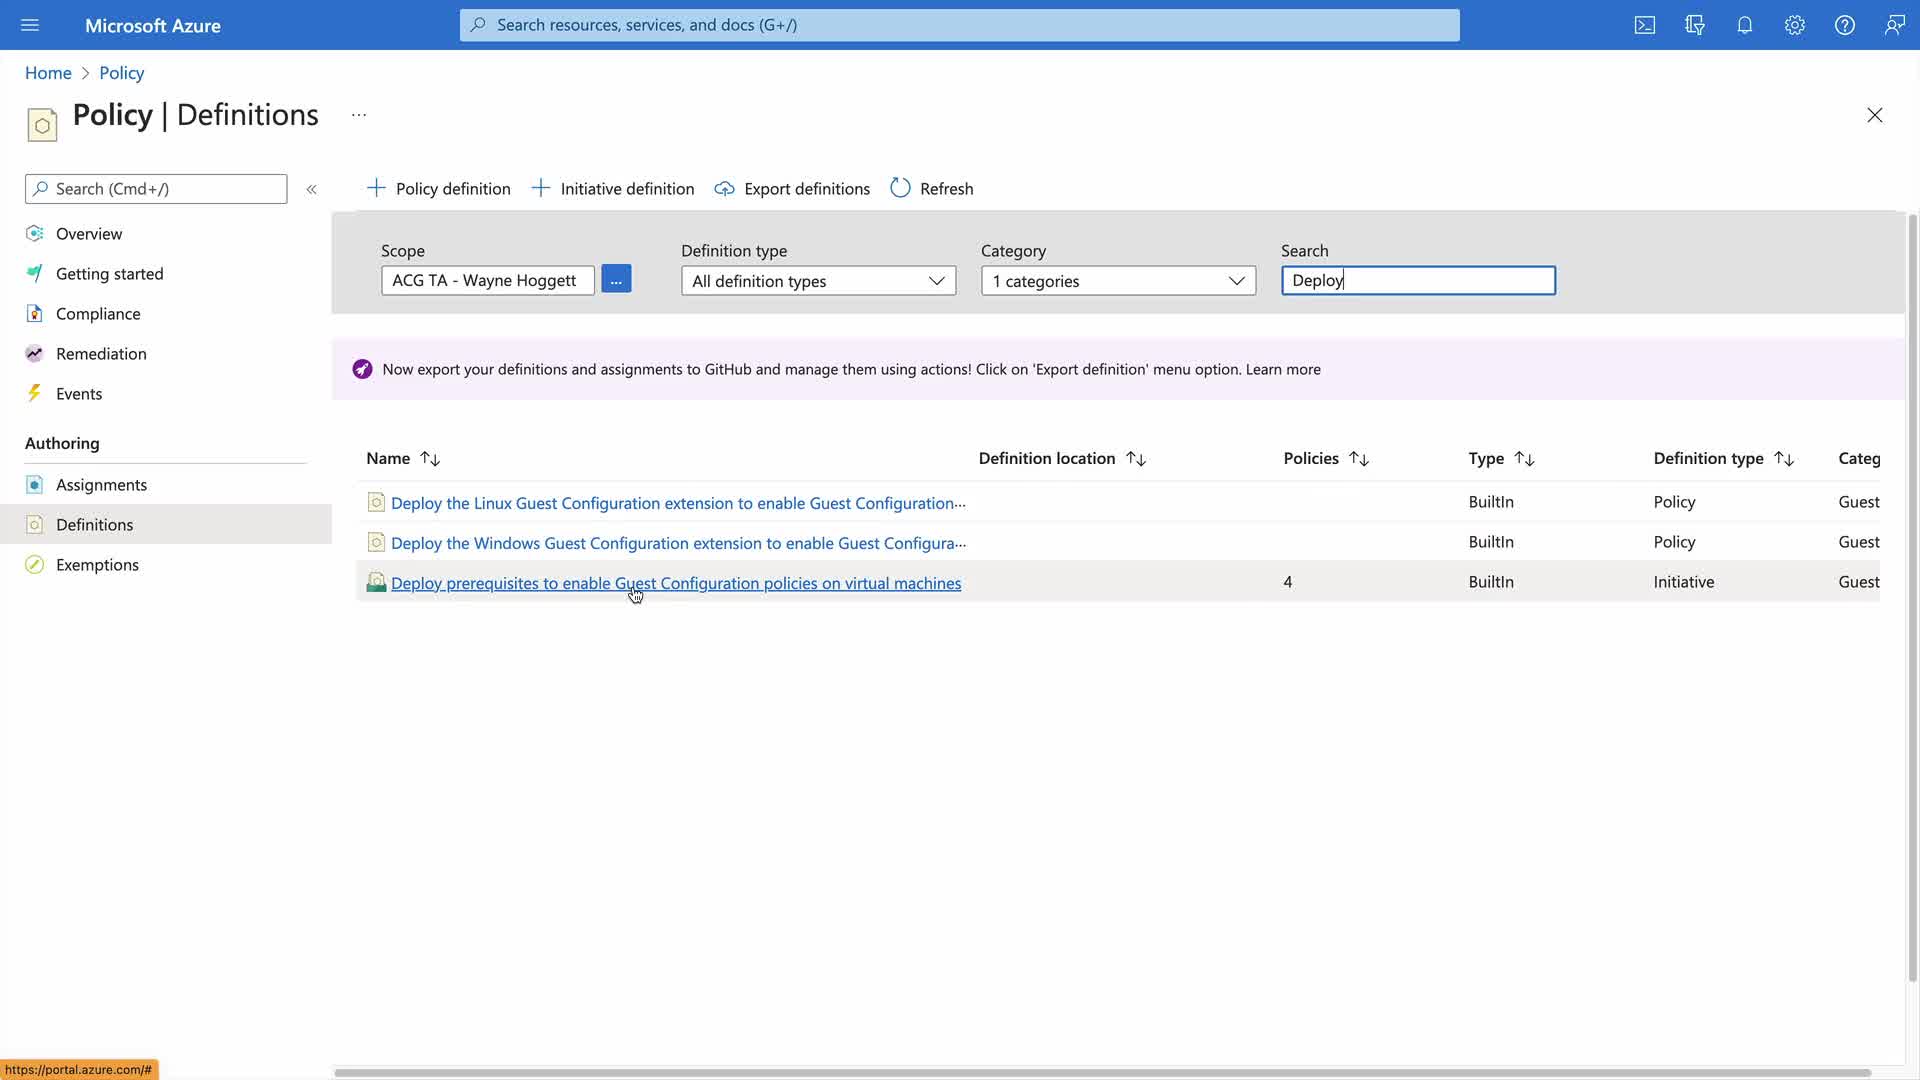 Microsoft Azure
Search resources, services, and docs (G+/)
Home > Policy
Policy | Definitions ...
Search (Cmd+/) «
Overview
Getting started
Compliance
Remediation
Events
Authoring
Assignments
Definitions
Exemptions
+ Policy definition + Initiative definition Export definitions Refresh
Scope Definition type Category Search
ACG TA - Wayne Hoggett ... All definition types 1 categories Deploy
Now export your definitions and assignments to GitHub and manage them using actions! Click on 'Export definition' menu option. Learn more
Name ↑↓ Definition location ↑↓ Policies ↑↓ Type ↑↓ Definition type ↑↓ Categ
Deploy the Linux Guest Configuration extension to enable Guest Configuration... BuiltIn Policy Guest
Deploy the Windows Guest Configuration extension to enable Guest Configura... BuiltIn Policy Guest
Deploy prerequisites to enable Guest Configuration policies on virtual machines 4 BuiltIn Initiative Guest
https://portal.azure.com/#